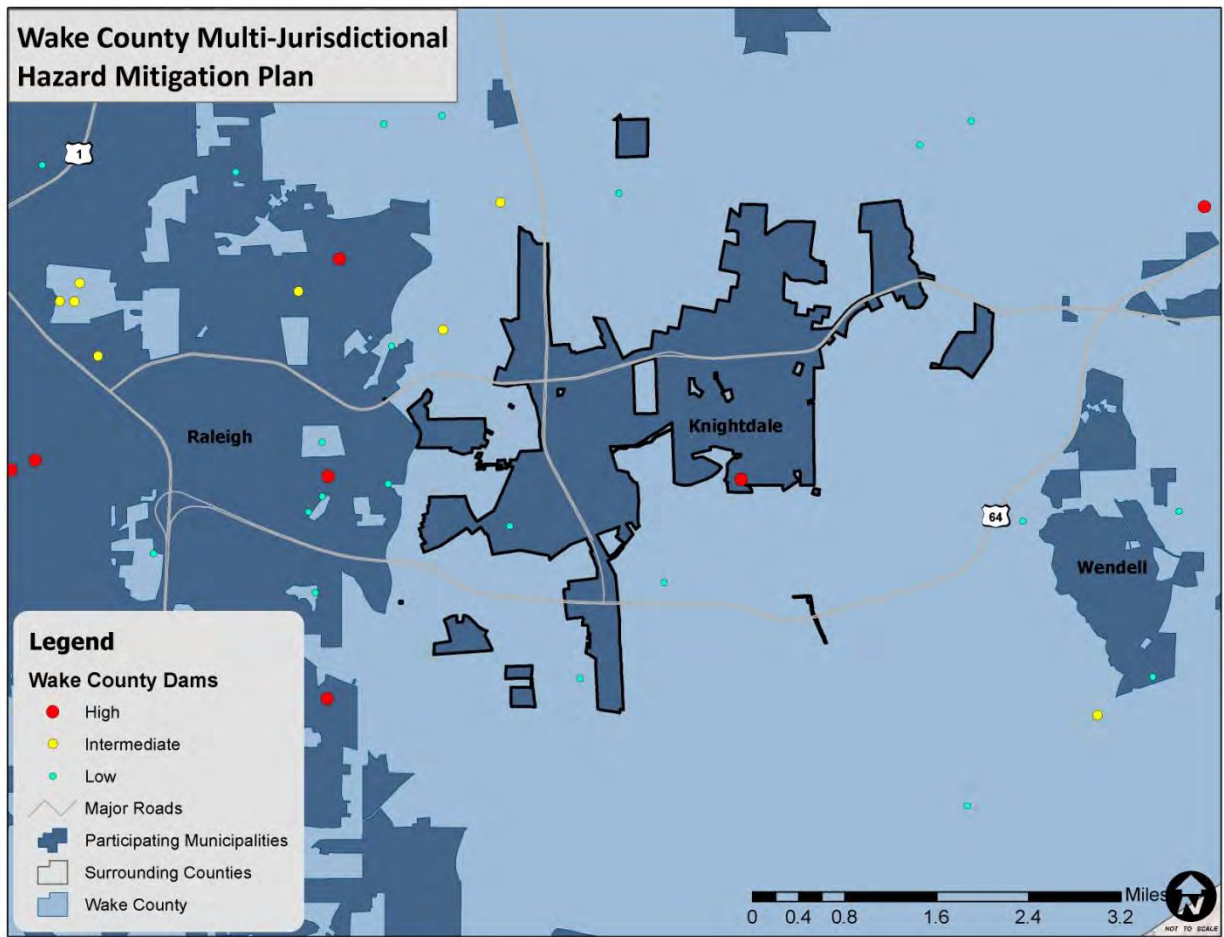 Wake County Multi-Jurisdictional
Hazard Mitigation Plan
1
Raleigh
Knightdale
64
Wendell
Legend
Wake County Dams
High
Intermediate
Low
Major Roads
Participating Municipalities
Surrounding Counties
Wake County
Miles
0 0.4 0.8 1.6 2.4 3.2
N
NOT TO SCALE